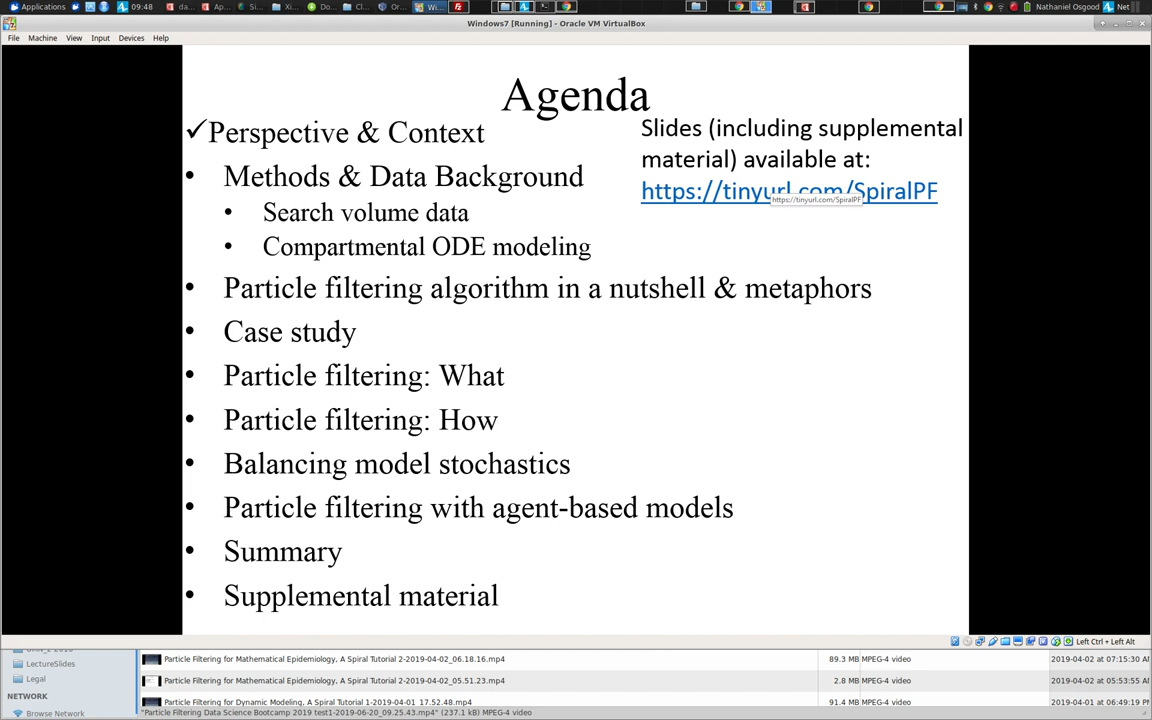 Applications
09:48
da...
Ap...
Si...
Xi...
Do...
Cl...
Or...
Wi...
Nathaniel Osgood
Net
Windows7 [Running] - Oracle VM VirtualBox
File Machine View Input Devices Help
Agenda
✓Perspective & Context
Slides (including supplemental
material) available at:
https://tinyurl.com/SpiralPF
https://tinyurl.com/SpiralPF
• Methods & Data Background
• Search volume data
• Compartmental ODE modeling
• Particle filtering algorithm in a nutshell & metaphors
• Case study
• Particle filtering: What
• Particle filtering: How
• Balancing model stochastics
• Particle filtering with agent-based models
• Summary
• Supplemental material
Left Ctrl + Left Alt
LectureSlides
Legal
NETWORK
Browse Network
Particle Filtering for Mathematical Epidemiology, A Spiral Tutorial 2-2019-04-02_06.18.16.mp4 89.3 MB MPEG-4 video 2019-04-02 at 07:15:30 AM
Particle Filtering for Mathematical Epidemiology, A Spiral Tutorial 2-2019-04-02_05.51.23.mp4 2.8 MB MPEG-4 video 2019-04-02 at 05:53:55 A
Particle Filtering for Dynamic Modeling, A Spiral Tutorial 1-2019-04-01_17.52.48.mp4 91.4 MB MPEG-4 video 2019-04-01 at 06:49:19 P
"Particle Filtering Data Science Bootcamp 2019 test1-2019-06-20_09.25.43.mp4" (237.1 kB) MPEG-4 video